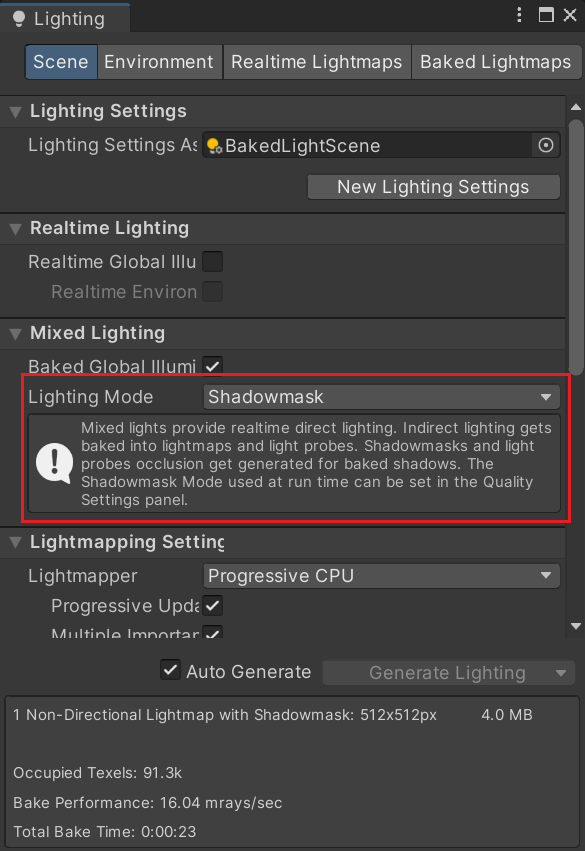 Lighting
Scene Environment Realtime Lightmaps Baked Lightmaps
Lighting Settings
Lighting Settings As BakedLightScene
New Lighting Settings
Realtime Lighting
Realtime Global Illu
Realtime Environ
Mixed Lighting
Baked Global Illumi
Lighting Mode Shadowmask
Mixed lights provide realtime direct lighting. Indirect lighting gets
baked into lightmaps and light probes. Shadowmasks and light
probes occlusion get generated for baked shadows. The
Shadowmask Mode used at run time can be set in the Quality
Settings panel.
Lightmapping Setting
Lightmapper Progressive CPU
Progressive Upda
Multiple Importan
Auto Generate Generate Lighting
1 Non-Directional Lightmap with Shadowmask: 512x512px 4.0 MB
Occupied Texels: 91.3k
Bake Performance: 16.04 mrays/sec
Total Bake Time: 0:00:23